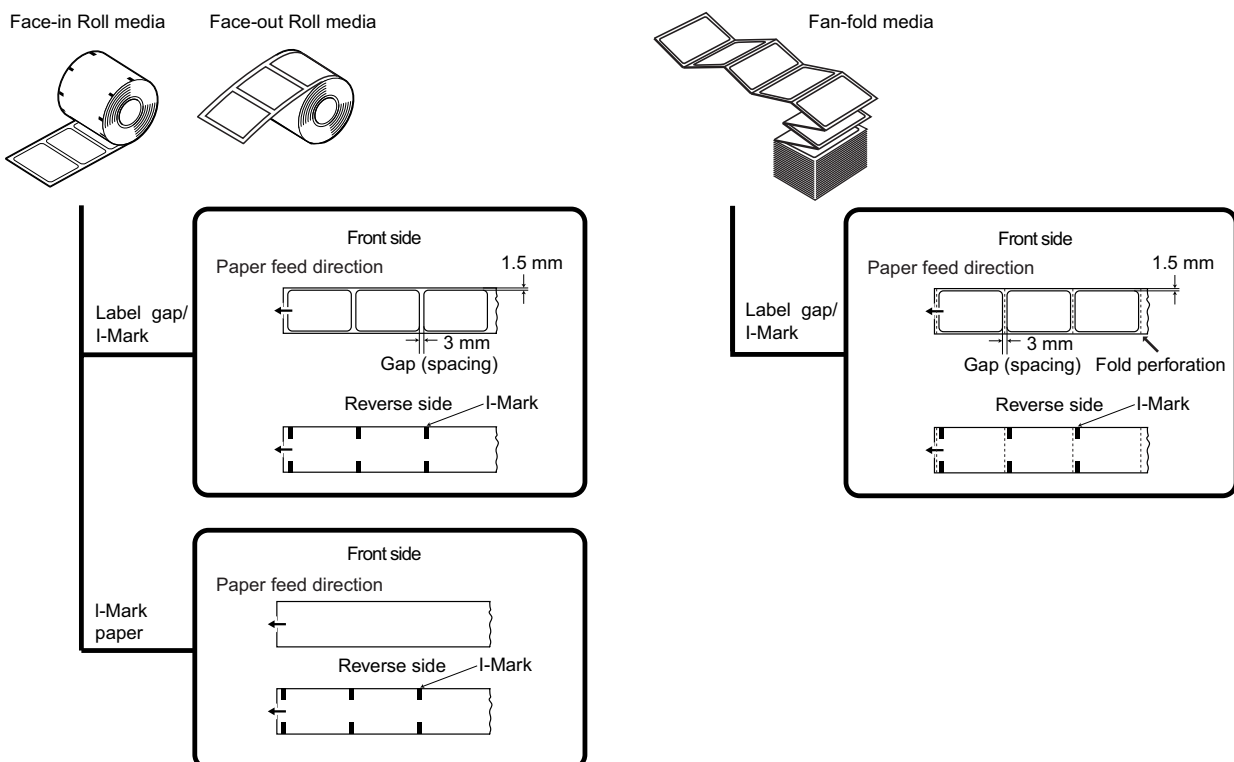 Face-in Roll media
Face-out Roll media
Fan-fold media
Label gap/
I-Mark
Front side
Paper feed direction
1.5 mm
3 mm
Gap (spacing)
Reverse side
I-Mark
I-Mark
paper
Front side
Paper feed direction
Reverse side
I-Mark
Label gap/
I-Mark
Front side
Paper feed direction
1.5 mm
3 mm
Gap (spacing)
Fold perforation
Reverse side
I-Mark